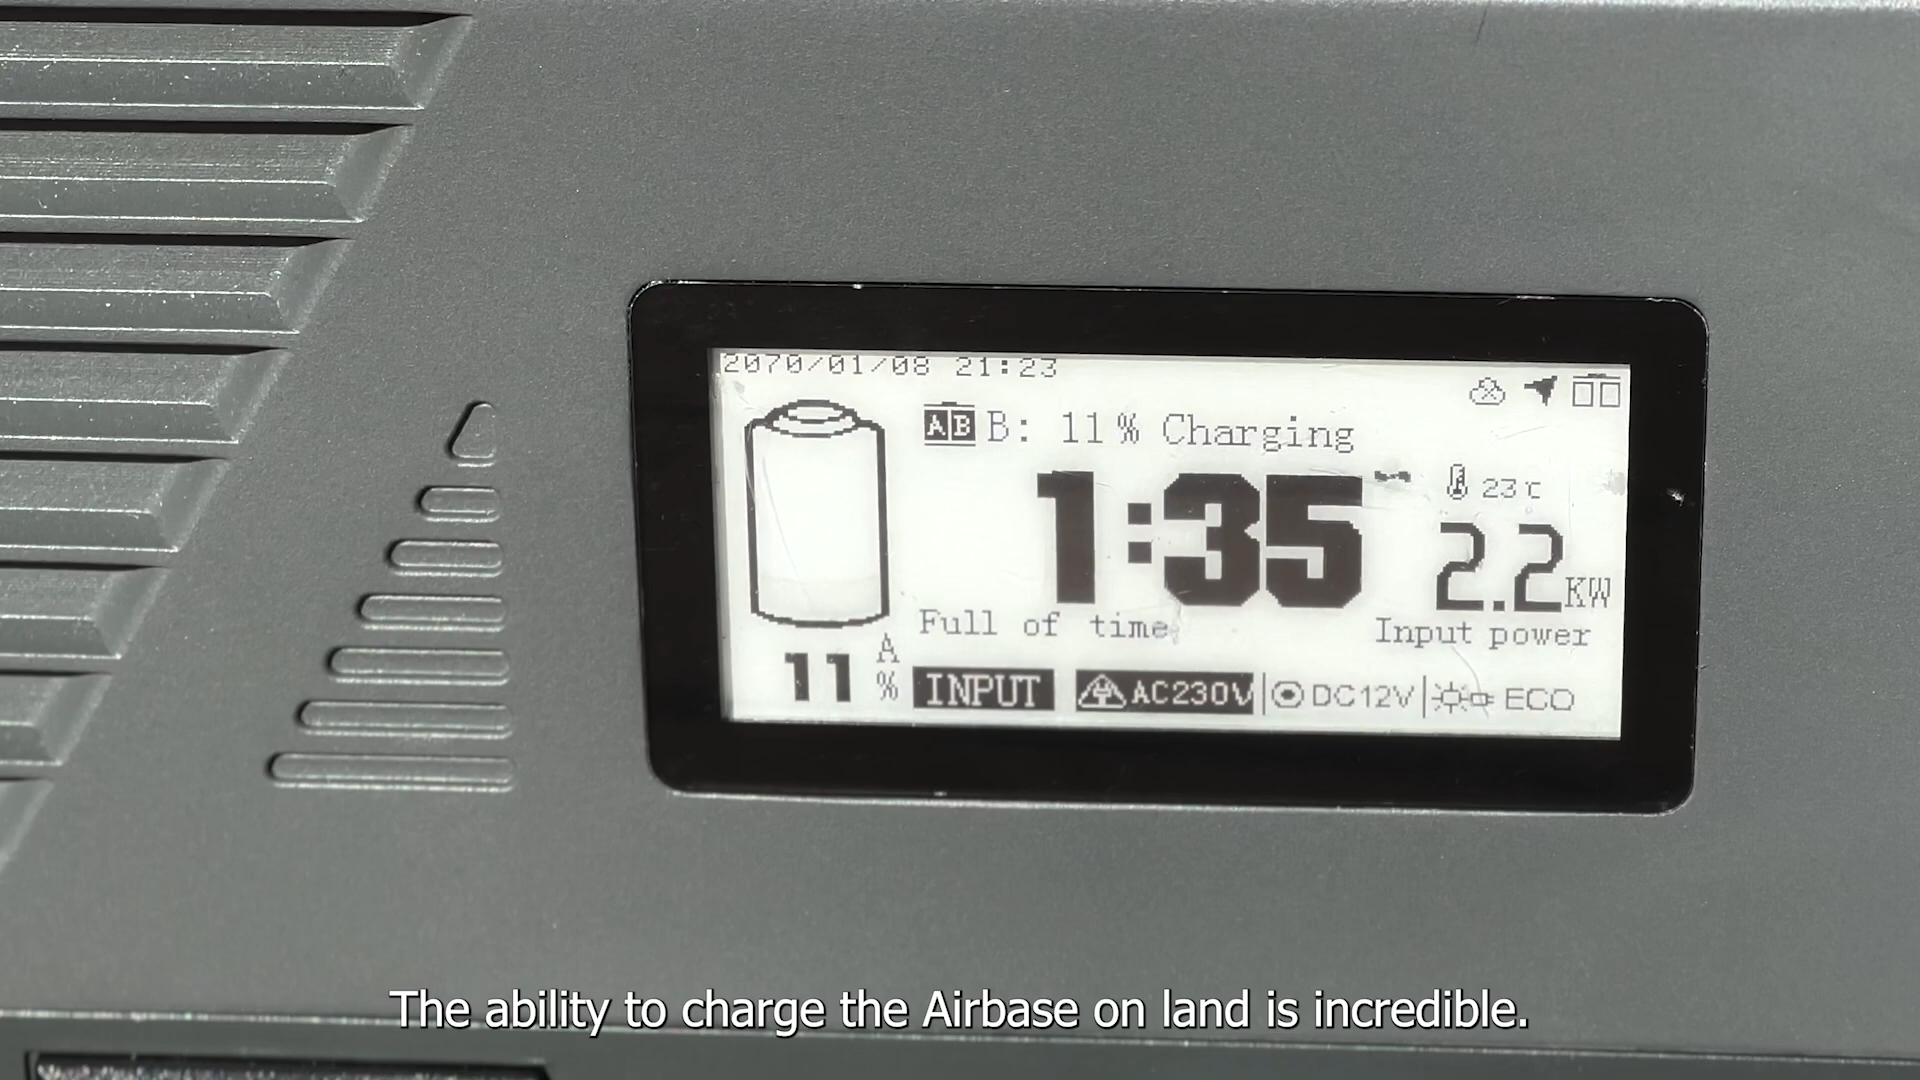 2070/01/08 21:23
AB B: 11% Charging
1:35
23℃
2.2KW
Full of time
Input power
A
11%
INPUT AC230V DC12V ECO
The ability to charge the Airbase on land is incredible.